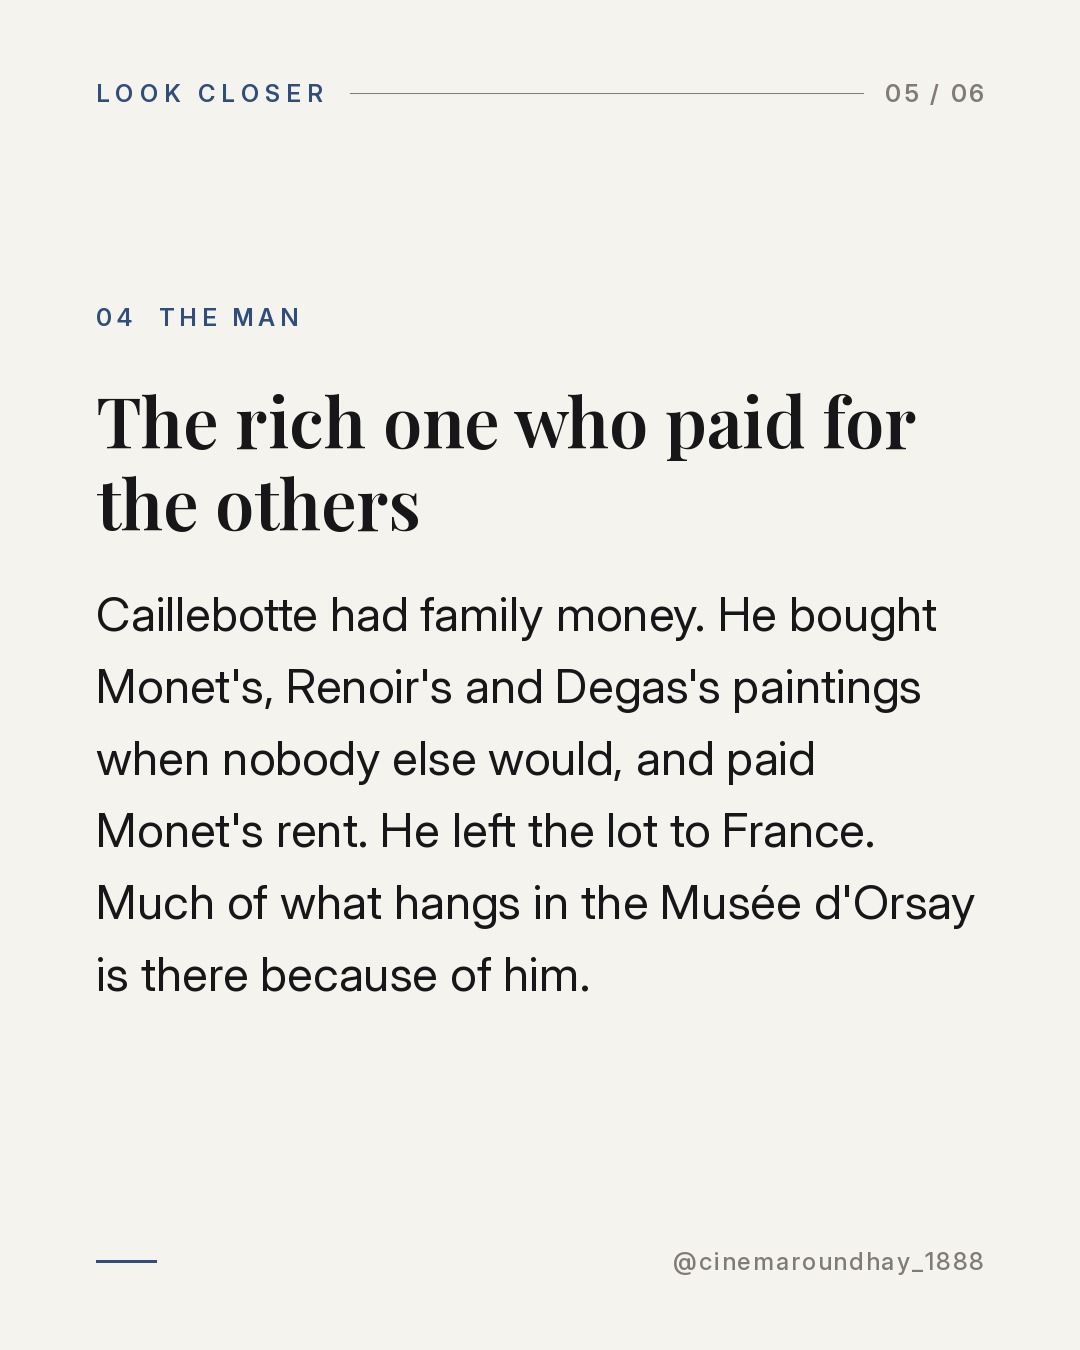 LOOK CLOSER 05 / 06
04 THE MAN
The rich one who paid for
the others
Caillebotte had family money. He bought
Monet's, Renoir's and Degas's paintings
when nobody else would, and paid
Monet's rent. He left the lot to France.
Much of what hangs in the Musée d'Orsay
is there because of him.
@cinemaroundhay_1888